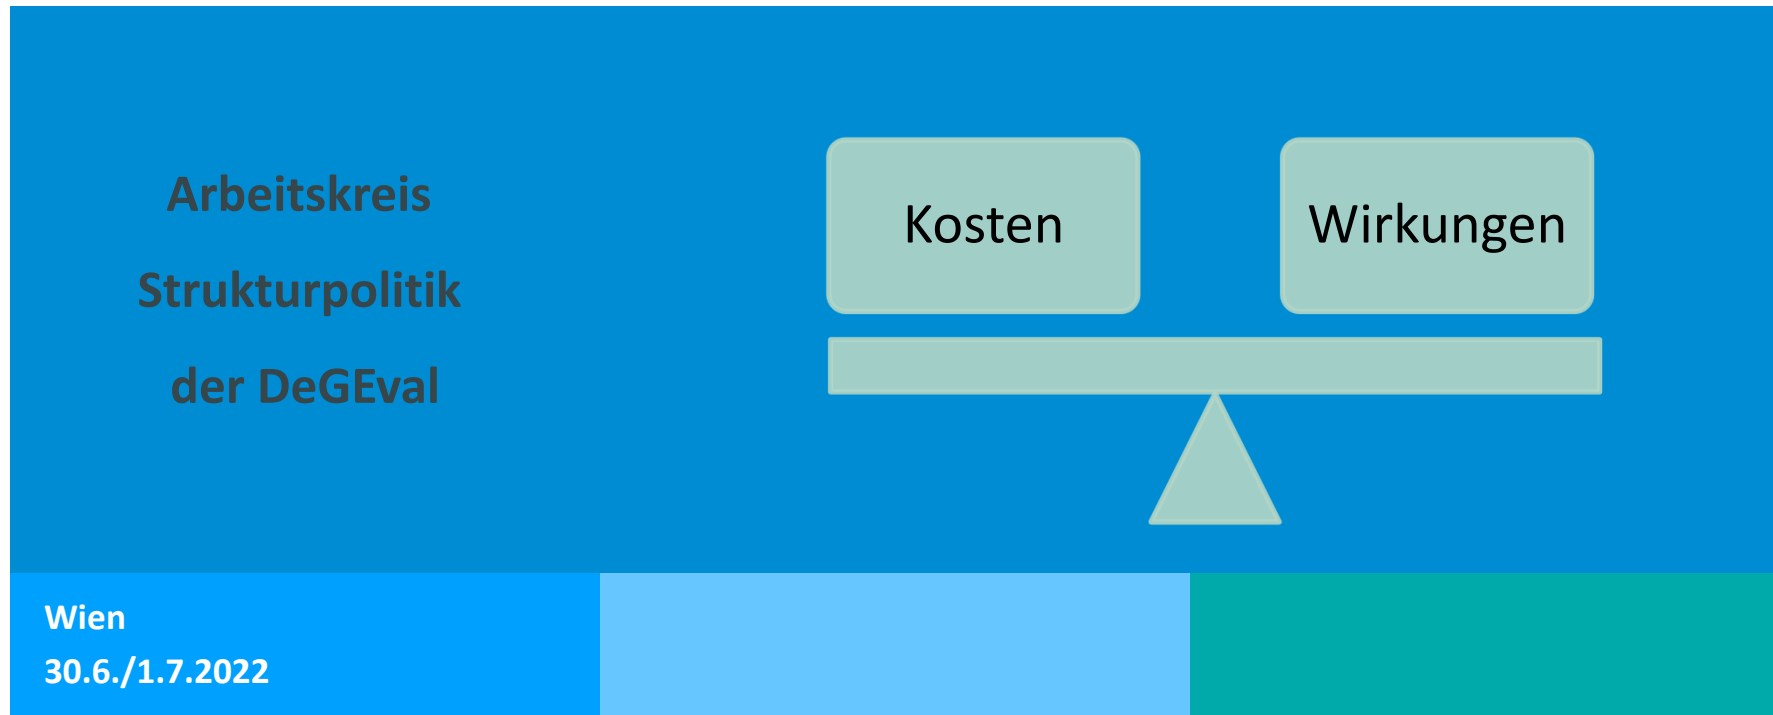 Arbeitskreis
Strukturpolitik
der DeGEval
Kosten
Wirkungen
Wien
30.6./1.7.2022